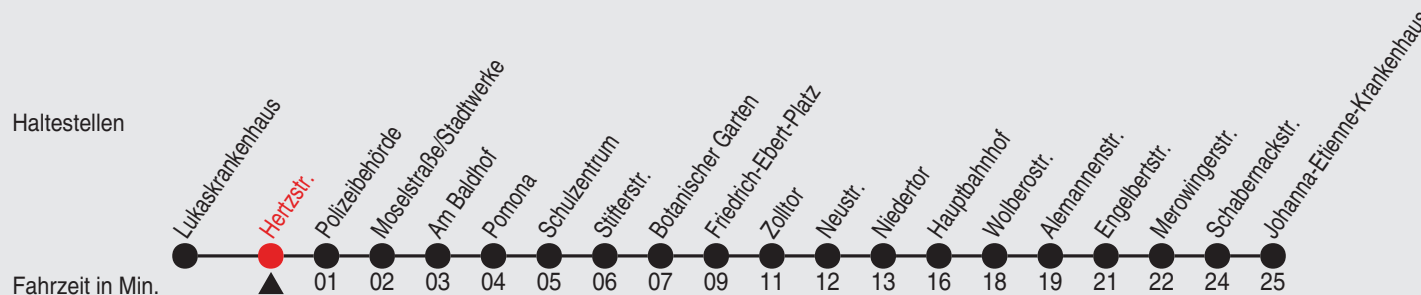 Haltestellen
Lukaskrankenhaus
Hertzstr.
Polizeibehörde
Moselstraße/Stadtwerke
Am Baldhof
Pomona
Schulzentrum
Stifterstr.
Botanischer Garten
Friedrich-Ebert-Platz
Zolltor
Neustr.
Niedertor
Hauptbahnhof
Wolberostr.
Alemannenstr.
Engelbertstr.
Merowingerstr.
Schabernackstr.
Johanna-Etienne-Krankenhaus
Fahrzeit in Min. 01 02 03 04 05 06 07 09 11 12 13 16 18 19 21 22 24 25